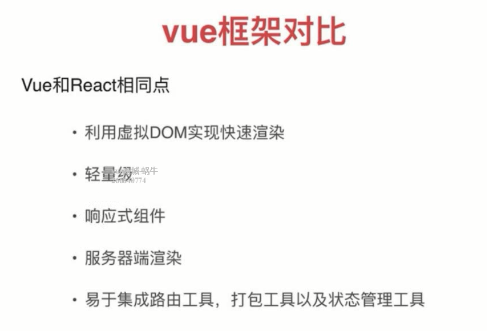 vue框架对比
Vue和React相同点
• 利用虚拟DOM实现快速渲染
• 轻量级
• 响应式组件
• 服务器端渲染
• 易于集成路由工具，打包工具以及状态管理工具